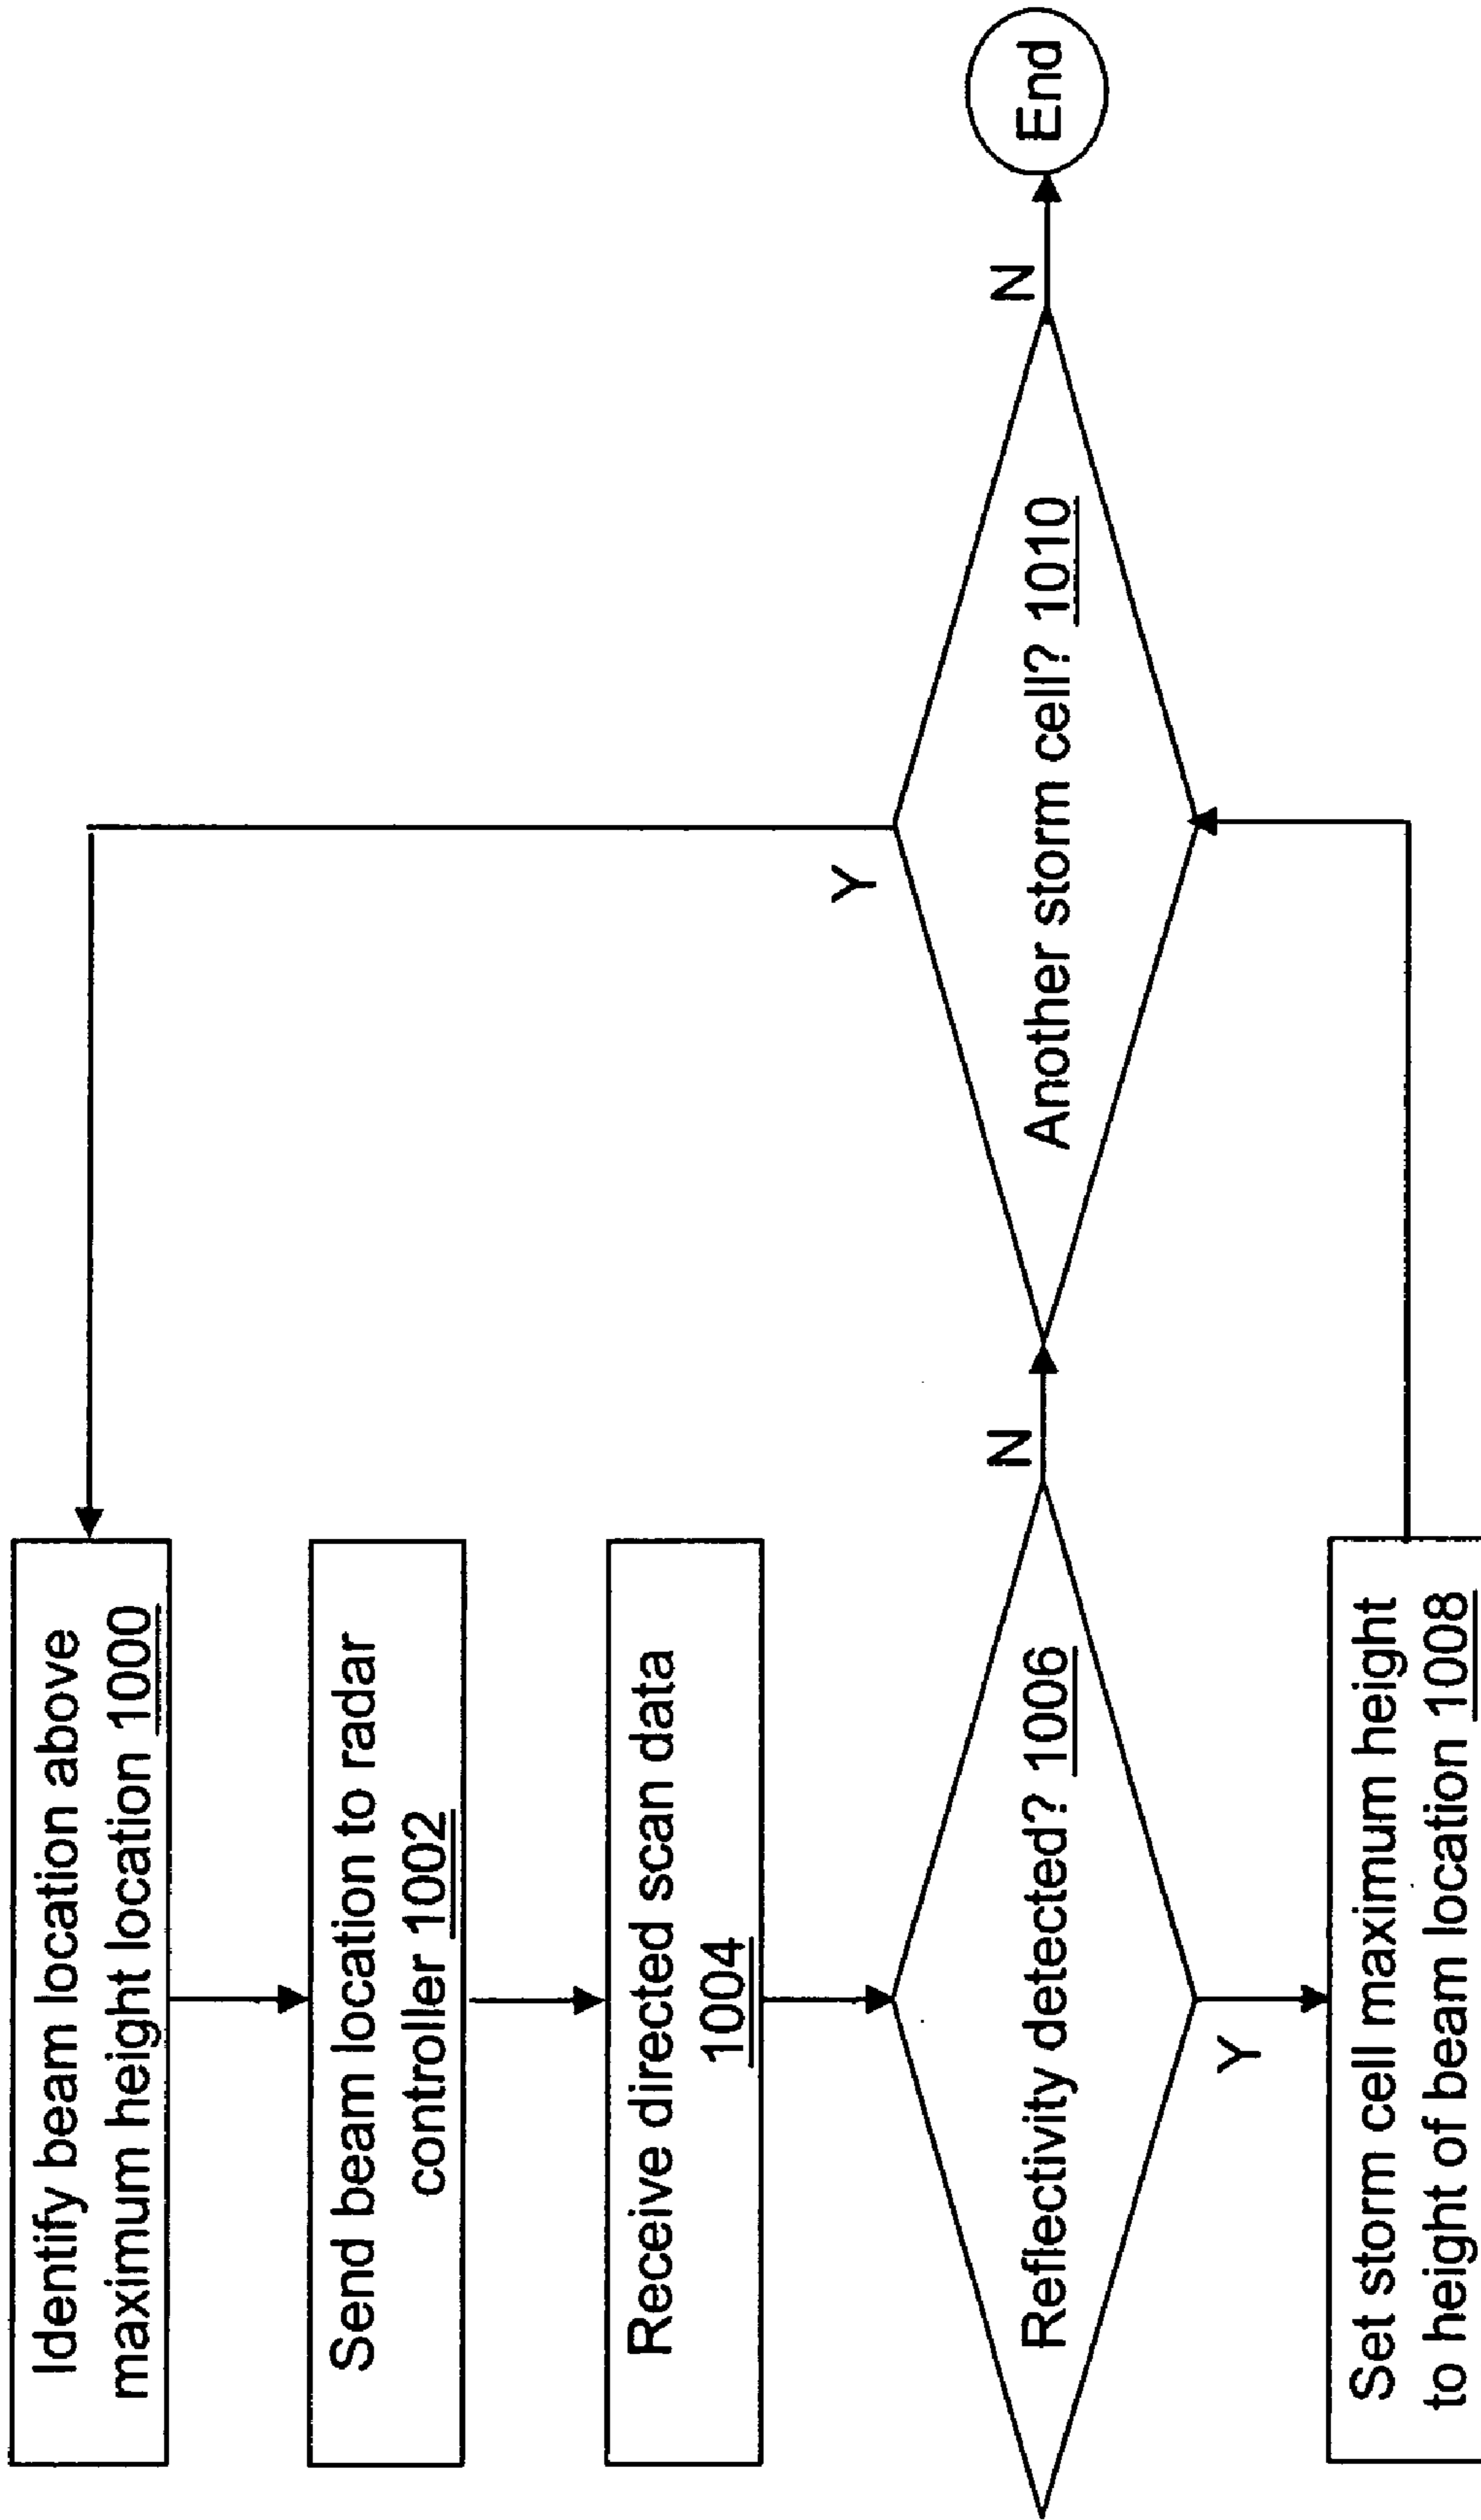 Identify beam location above
maximum height location 1000
Send beam location to radar
controller 1002
Receive directed scan data
1004
Reflectivity detected? 1006
N
Y
Set storm cell maximum height
to height of beam location 1008
Another storm cell? 1010
Y
N
End